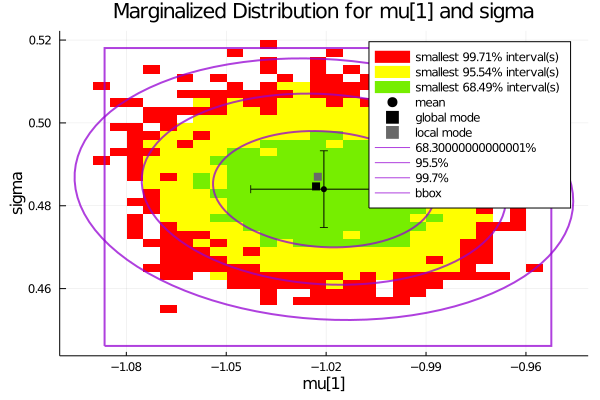 Marginalized Distribution for mu[1] and sigma
0.52
0.50
0.48
0.46
sigma
smallest 99.71% interval(s)
smallest 95.54% interval(s)
smallest 68.49% interval(s)
mean
global mode
local mode
68.30000000000001%
95.5%
99.7%
bbox
−1.08
−1.05
−1.02
−0.99
−0.96
mu[1]